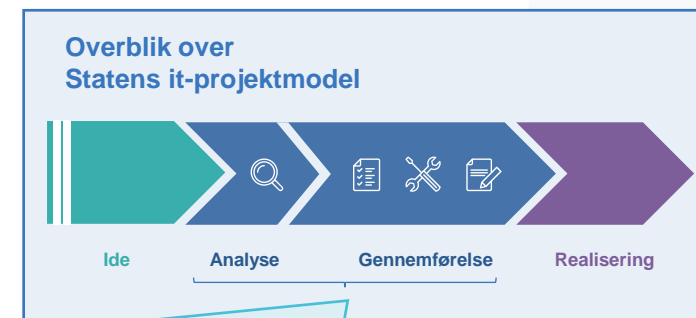 Overblik over
Statens it-projektmodel
Ide
Analyse
Gennemførelse
Realisering